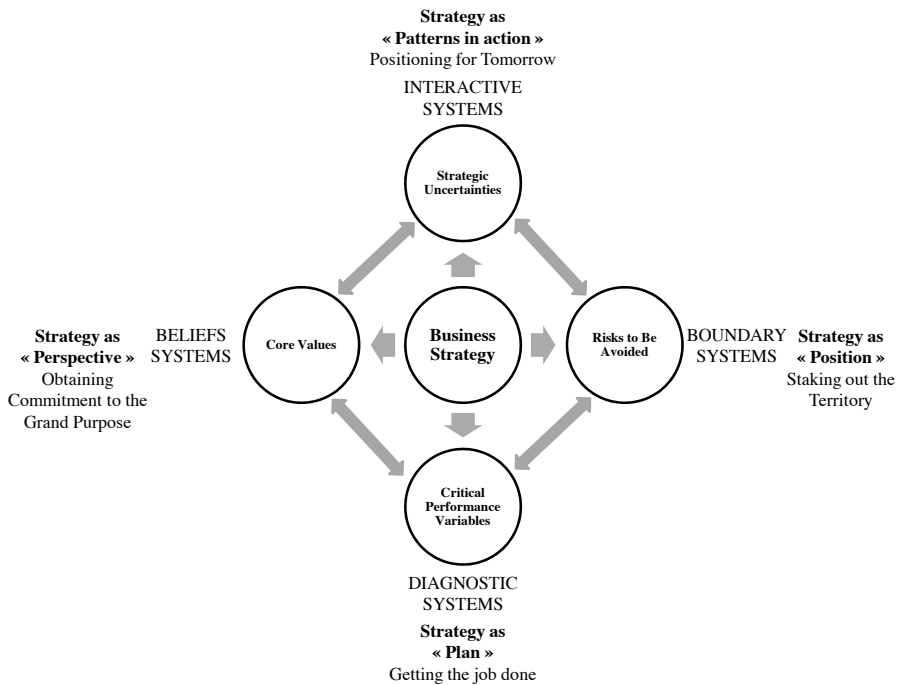 Strategy as
« Patterns in action »
Positioning for Tomorrow
INTERACTIVE
SYSTEMS
Strategic
Uncertainties
Strategy as
« Perspective »
Obtaining
Commitment to the
Grand Purpose
BELIEFS
SYSTEMS
Core Values
Business
Strategy
Risks to Be
Avoided
BOUNDARY
SYSTEMS
Strategy as
« Position »
Staking out the
Territory
Critical
Performance
Variables
DIAGNOSTIC
SYSTEMS
Strategy as
« Plan »
Getting the job done